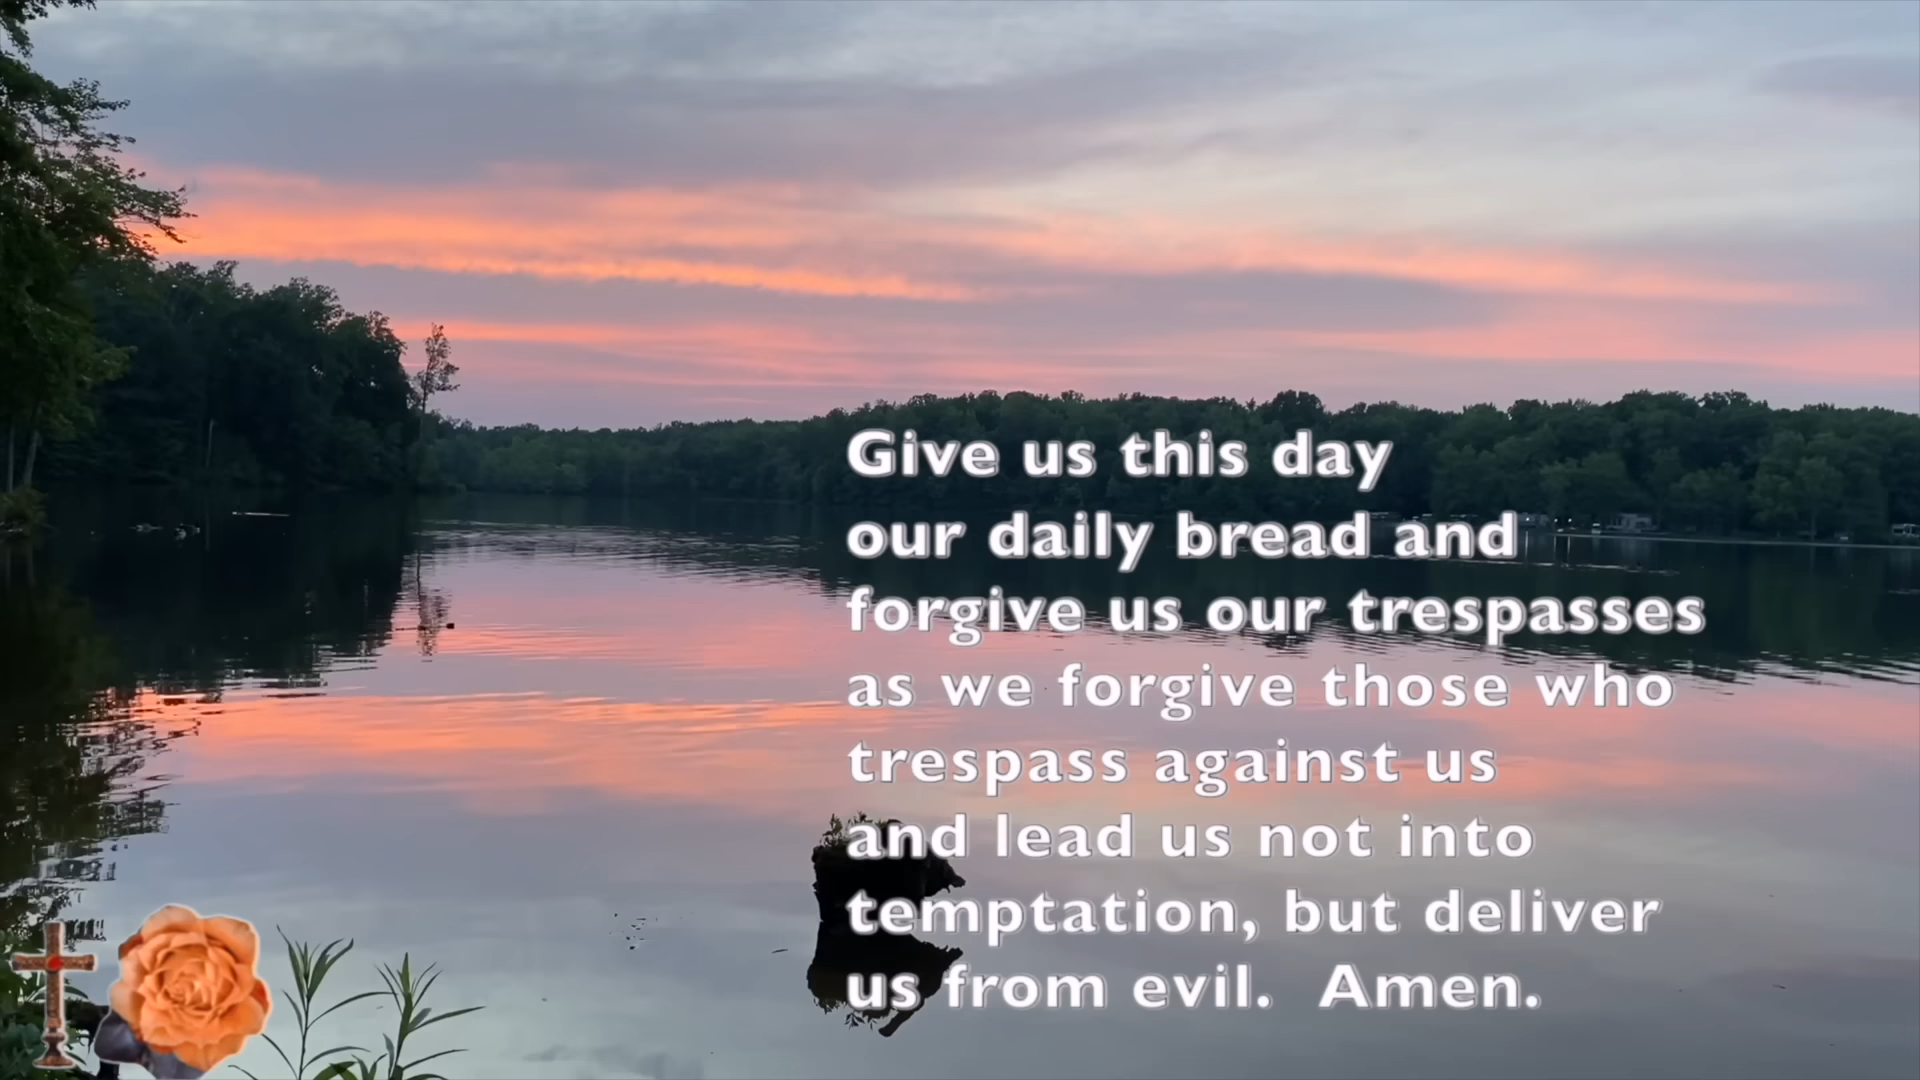 Give us this day
our daily bread and
forgive us our trespasses
as we forgive those who
trespass against us
and lead us not into
temptation, but deliver
us from evil.  Amen.